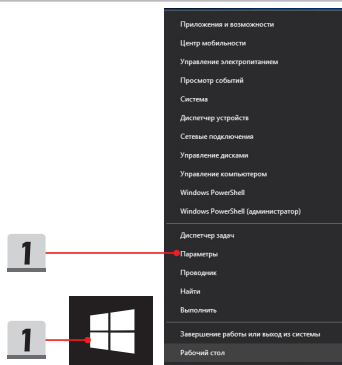 Приложения и возможности
Центр мобильности
Управление электропитанием
Просмотр событий
Система
Диспетчер устройств
Сетевые подключения
Управление дисками
Управление компьютером
Windows PowerShell
Windows PowerShell (администратор)
Диспетчер задач
1
Параметры
Проводник
Найти
Выполнить
1
Завершение работы или выход из системы
Рабочий стол